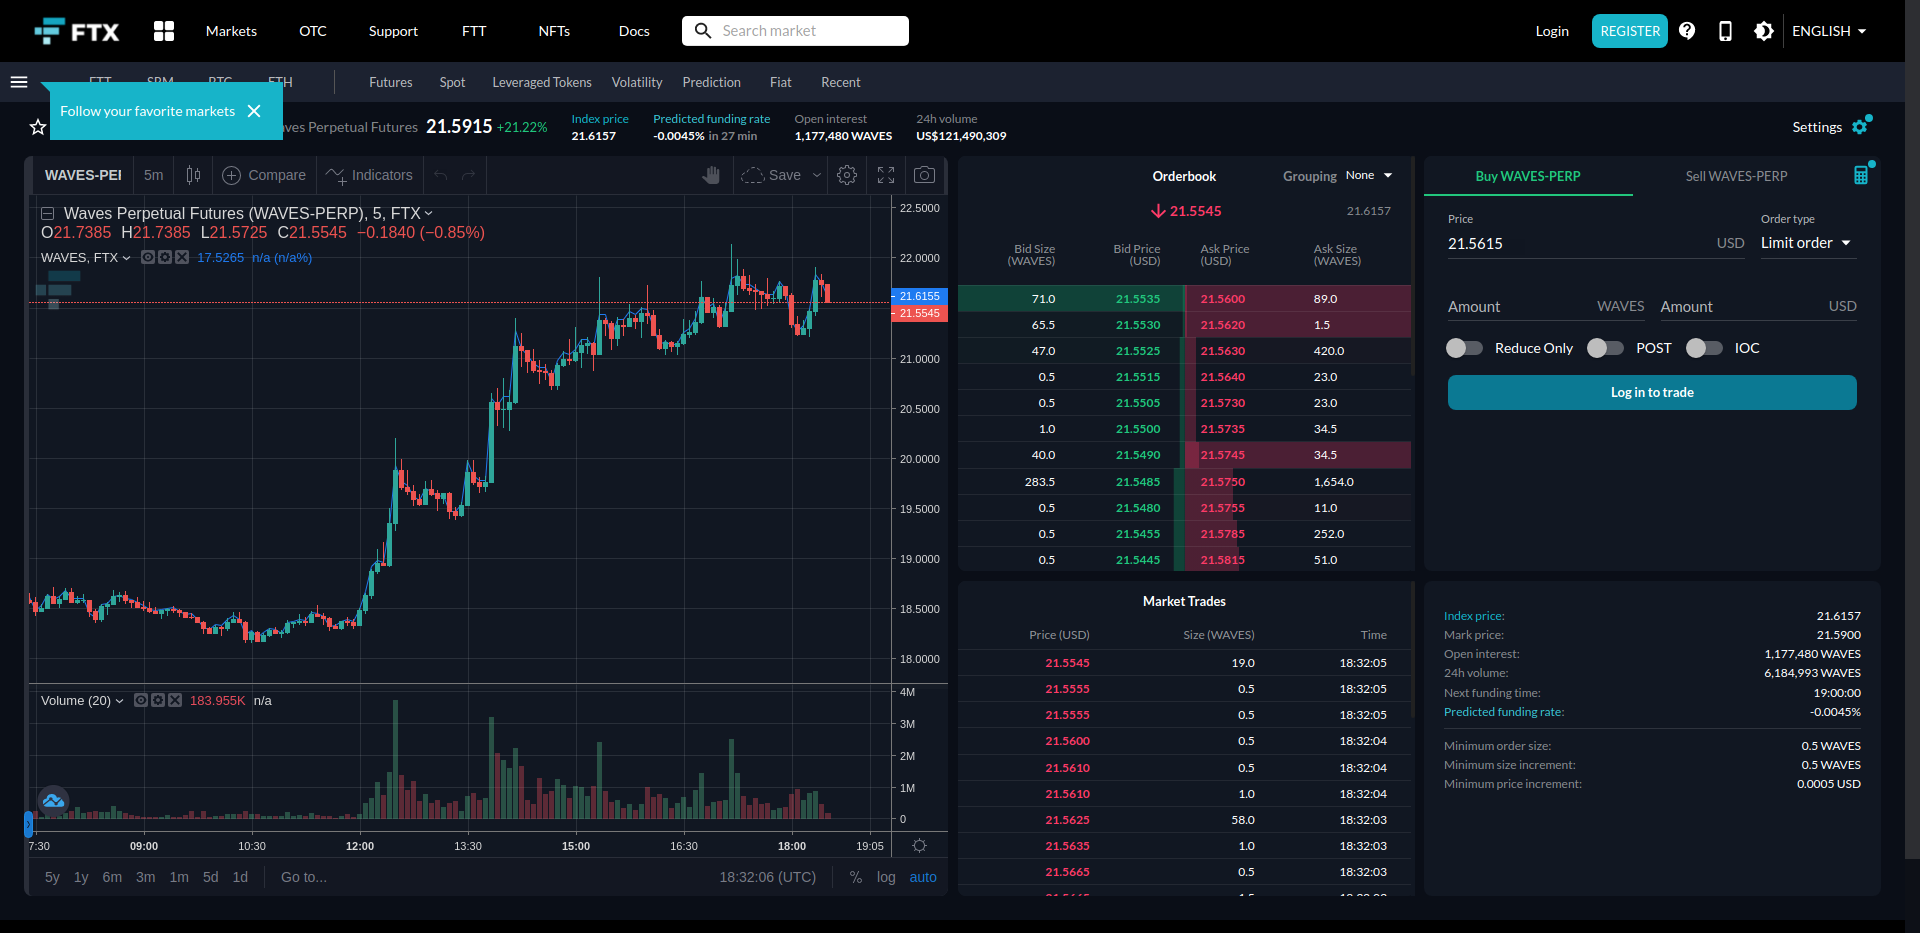 FTX Markets OTC Support FTT NFTs Docs Search market Login REGISTER ENGLISH
FTT SRM BTC ETH Futures Spot Leveraged Tokens Volatility Prediction Fiat Recent
Follow your favorite markets
Perpetual Futures 21.5915 +21.22%
Index price
21.6157
Predicted funding rate
-0.0045% in 27 min
Open interest
1,177,480 WAVES
24h volume
US$121,490,309
Settings
WAVES-PEI 5m Compare Indicators Save
Waves Perpetual Futures (WAVES-PERP), 5, FTX
O21.7385 H21.7385 L21.5725 C21.5545 −0.1840 (−0.85%)
WAVES, FTX 17.5265 n/a (n/a%)
22.5000
22.0000
21.6155
21.5545
21.0000
20.5000
20.0000
19.5000
19.0000
18.5000
18.0000
Volume (20) 183.955K n/a
4M
3M
2M
1M
0
7:30 09:00 10:30 12:00 13:30 15:00 16:30 18:00 19:05
5y 1y 6m 3m 1m 5d 1d Go to... 18:32:06 (UTC) % log auto
Orderbook Grouping None
21.5545 21.6157
Bid Size (WAVES) Bid Price (USD) Ask Price (USD) Ask Size (WAVES)
71.0 21.5535 21.5600 89.0
65.5 21.5530 21.5620 1.5
47.0 21.5525 21.5630 420.0
0.5 21.5515 21.5640 23.0
0.5 21.5505 21.5730 23.0
1.0 21.5500 21.5735 34.5
40.0 21.5490 21.5745 34.5
283.5 21.5485 21.5750 1,654.0
0.5 21.5480 21.5755 11.0
0.5 21.5455 21.5785 252.0
0.5 21.5445 21.5815 51.0
Market Trades
Price (USD) Size (WAVES) Time
21.5545 19.0 18:32:05
21.5555 0.5 18:32:05
21.5555 0.5 18:32:05
21.5600 0.5 18:32:04
21.5610 0.5 18:32:04
21.5610 1.0 18:32:04
21.5625 58.0 18:32:03
21.5635 1.0 18:32:03
21.5665 0.5 18:32:03
Buy WAVES-PERP Sell WAVES-PERP
Price Order type
21.5615 USD Limit order
Amount WAVES Amount USD
Reduce Only POST IOC
Log in to trade
Index price: 21.6157
Mark price: 21.5900
Open interest: 1,177,480 WAVES
24h volume: 6,184,993 WAVES
Next funding time: 19:00:00
Predicted funding rate: -0.0045%
Minimum order size: 0.5 WAVES
Minimum size increment: 0.5 WAVES
Minimum price increment: 0.0005 USD